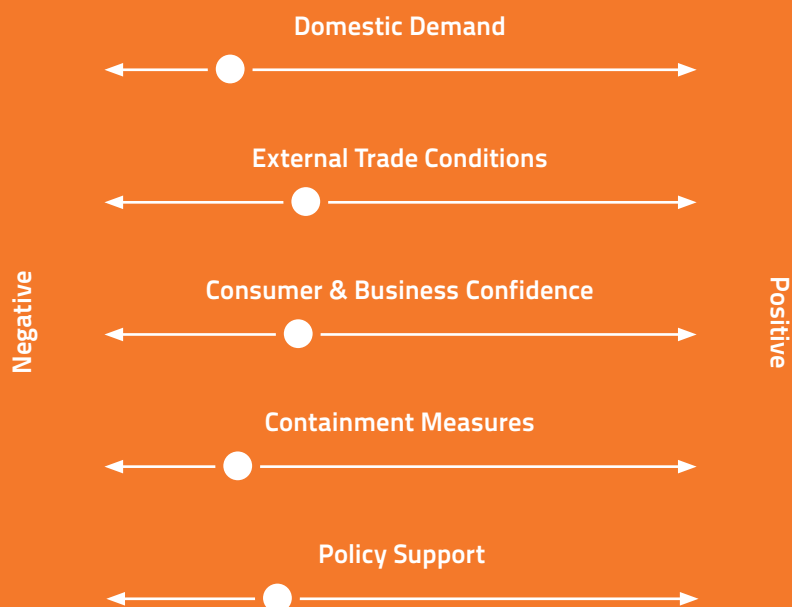 Domestic Demand
External Trade Conditions
Consumer & Business Confidence
Negative
Positive
Containment Measures
Policy Support